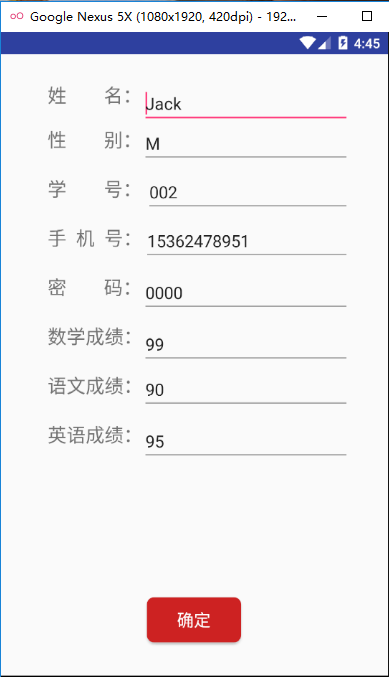 Google Nexus 5X (1080x1920, 420dpi) - 192...
4:45
姓 名: Jack
性 别: M
学 号: 002
手 机 号: 15362478951
密 码: 0000
数学成绩: 99
语文成绩: 90
英语成绩: 95
确定